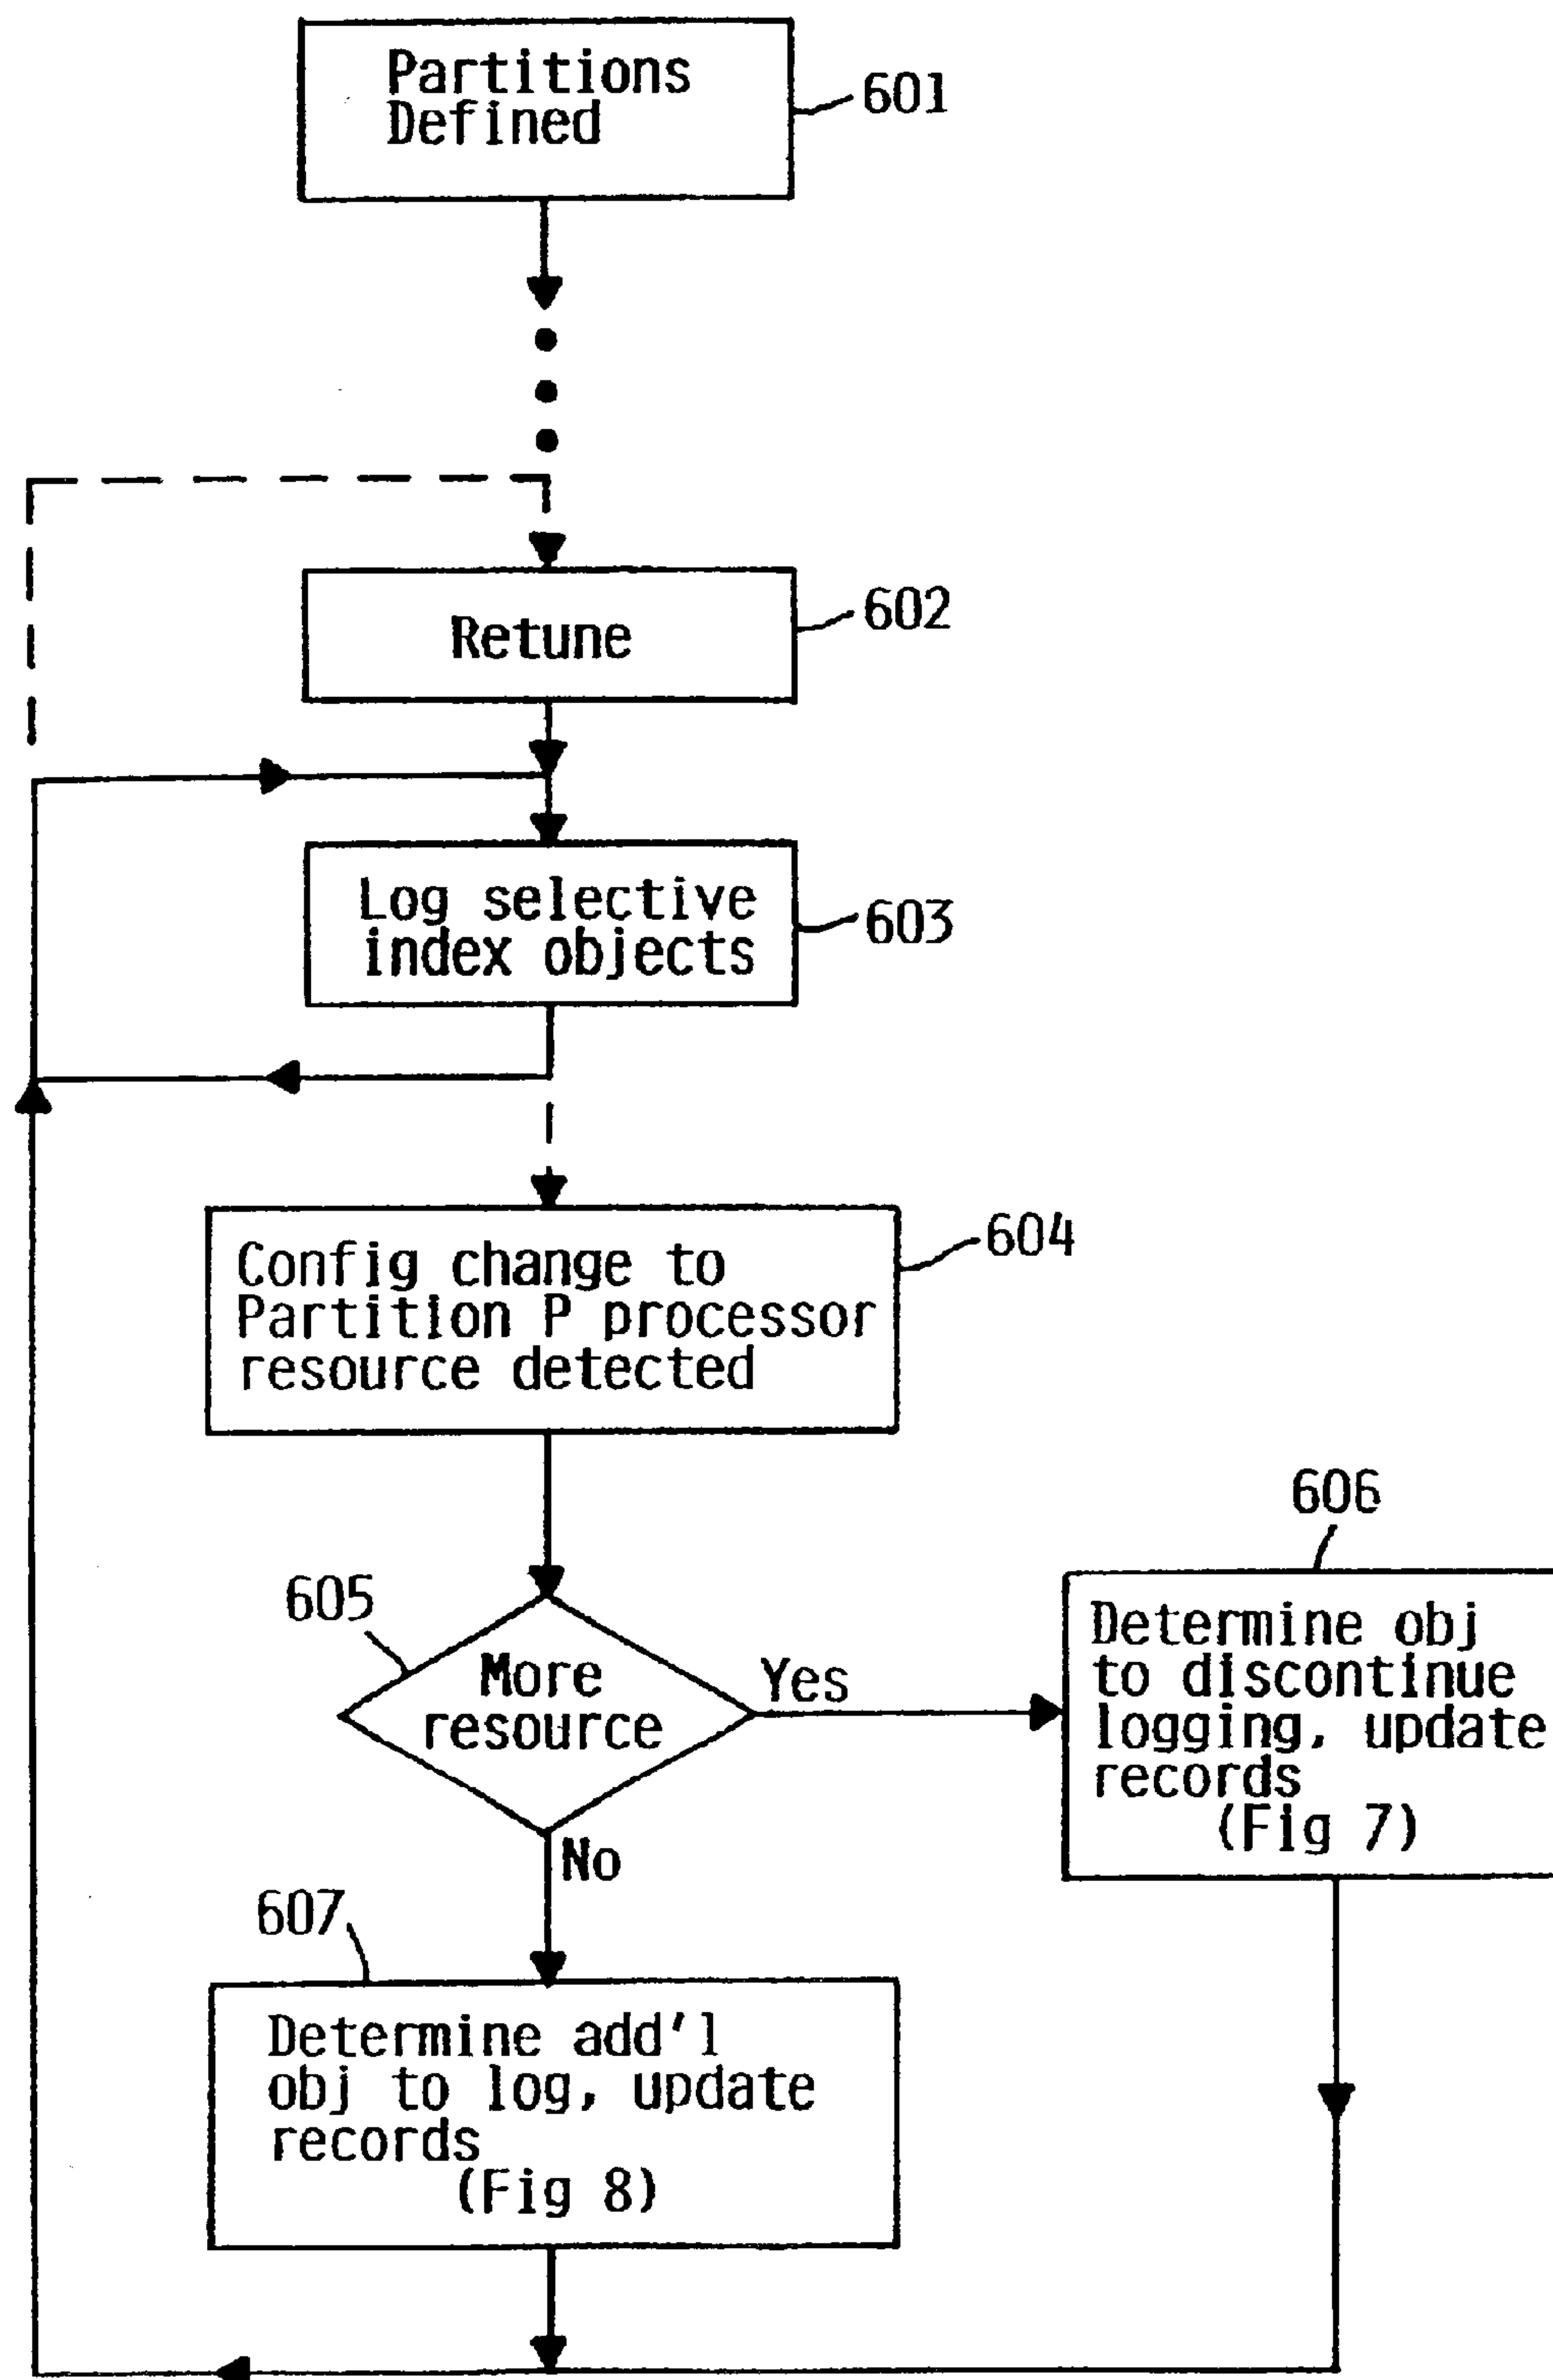 Partitions
Defined
601
Retune
602
Log selective
index objects
603
Config change to
Partition P processor
resource detected
604
605
More
resource
Yes
No
606
Determine obj
to discontinue
logging, update
records
(Fig 7)
607
Determine add'l
obj to log, update
records
(Fig 8)